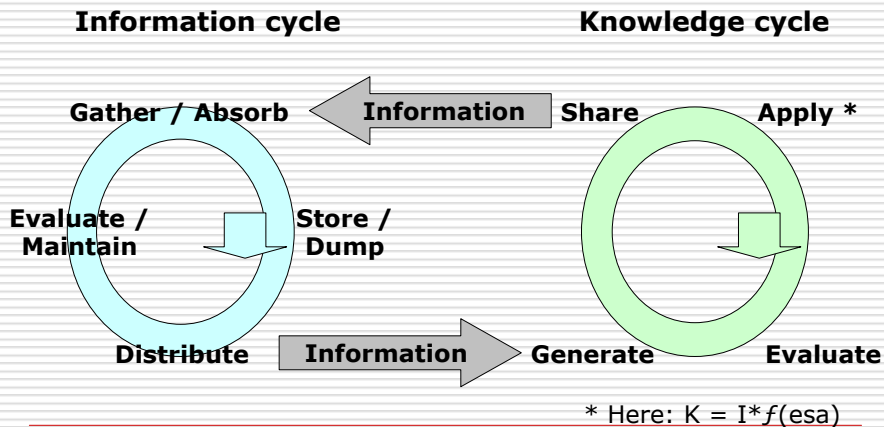 Information cycle
Knowledge cycle
Gather / Absorb
Information
Share
Apply *
Evaluate /
Maintain
Store /
Dump
Distribute
Information
Generate
Evaluate
* Here: K = I*ƒ(esa)